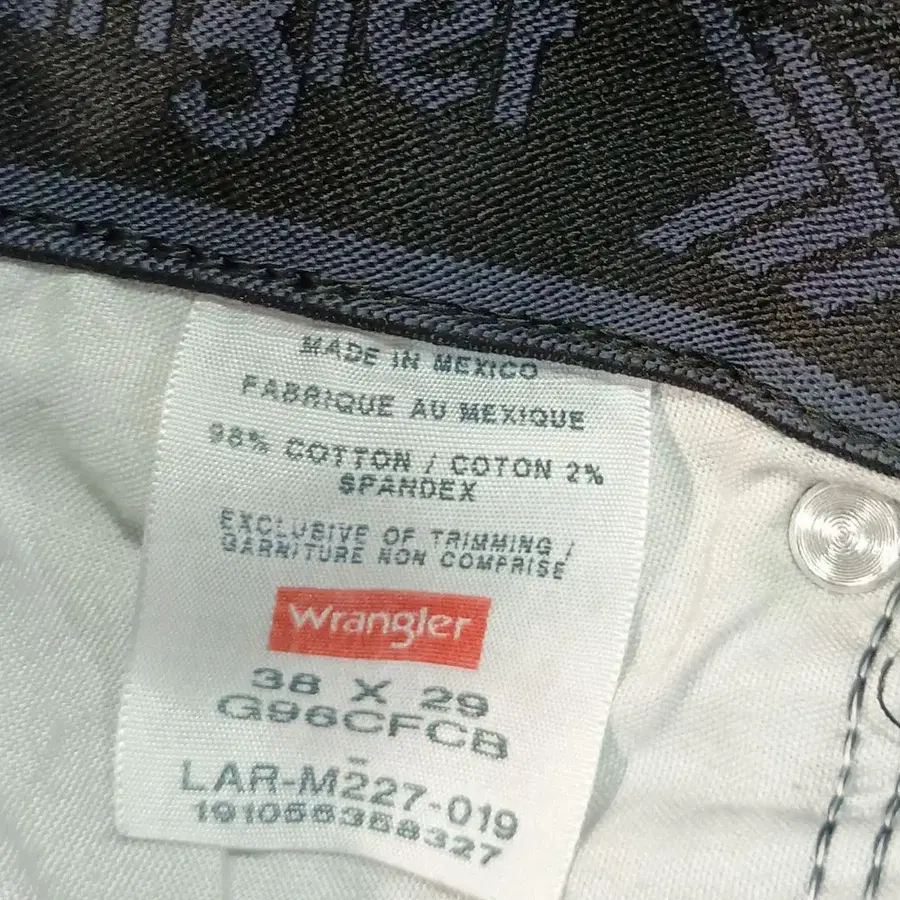 MADE IN MEXICO
FABRIQUE AU MEXIQUE
98% COTTON / COTON 2%
SPANDEX
EXCLUSIVE OF TRIMMING /
GARNITURE NON COMPRISE
Wrangler
38 X 29
G96CFCB
LAR-M227-019